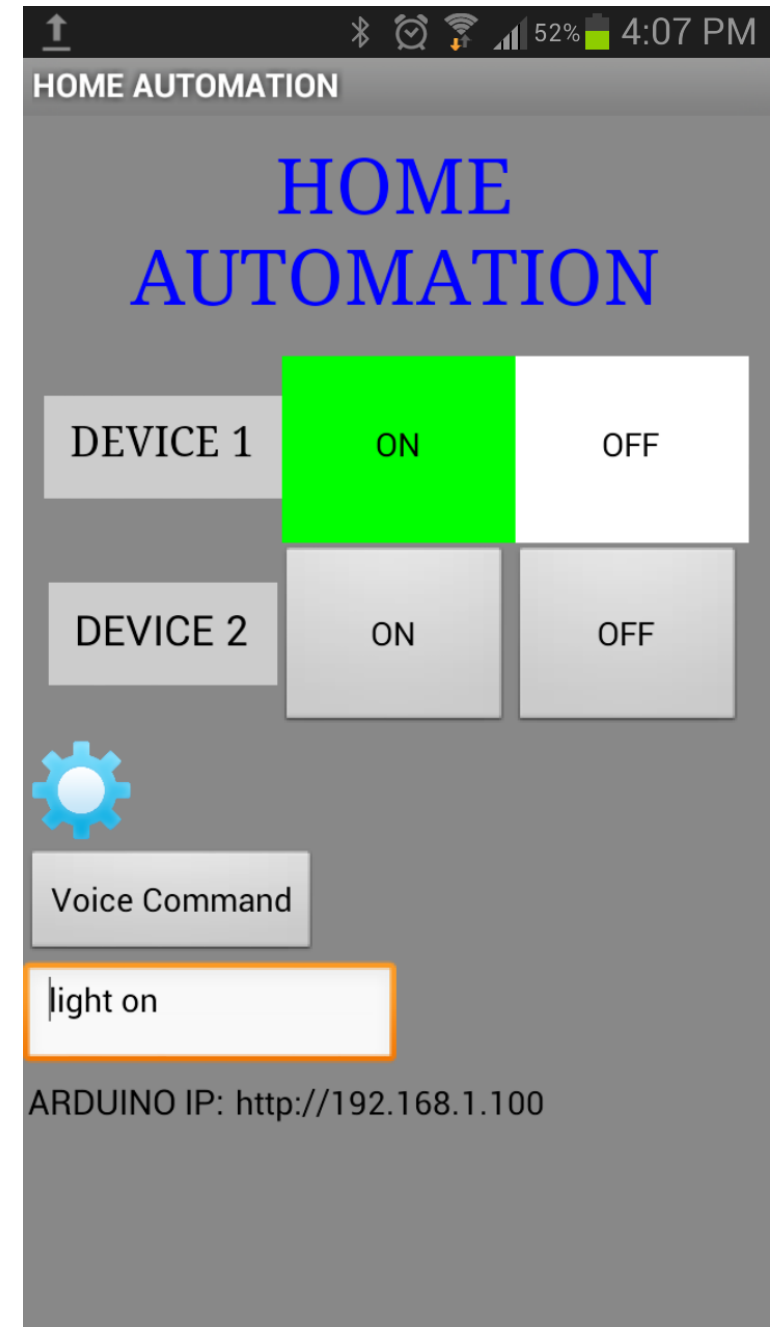 52% 4:07 PM
HOME AUTOMATION
HOME
AUTOMATION
DEVICE 1 ON OFF
DEVICE 2 ON OFF
Voice Command
light on
ARDUINO IP: http://192.168.1.100